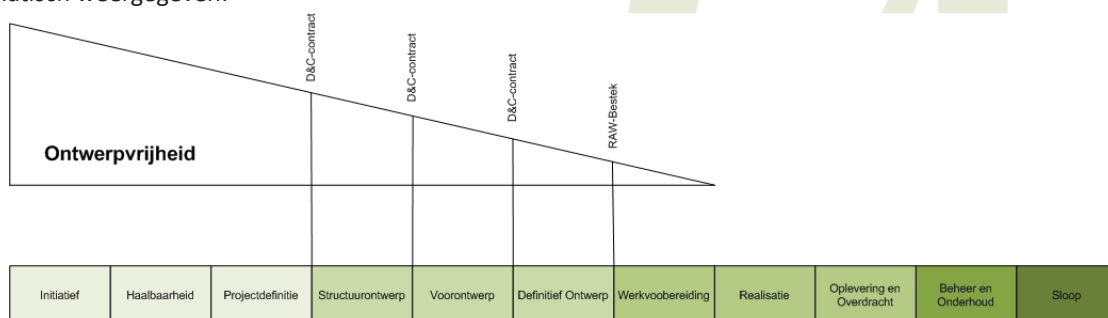 D&C-contract
D&C-contract
D&C-contract
RAW-Bestek
Ontwerpvrijheid
Initiatief
Haalbaarheid
Projectdefinitie
Structuurontwerp
Voorontwerp
Definitief Ontwerp
Werkvoobereiding
Realisatie
Oplevering en
Overdracht
Beheer en
Onderhoud
Sloop